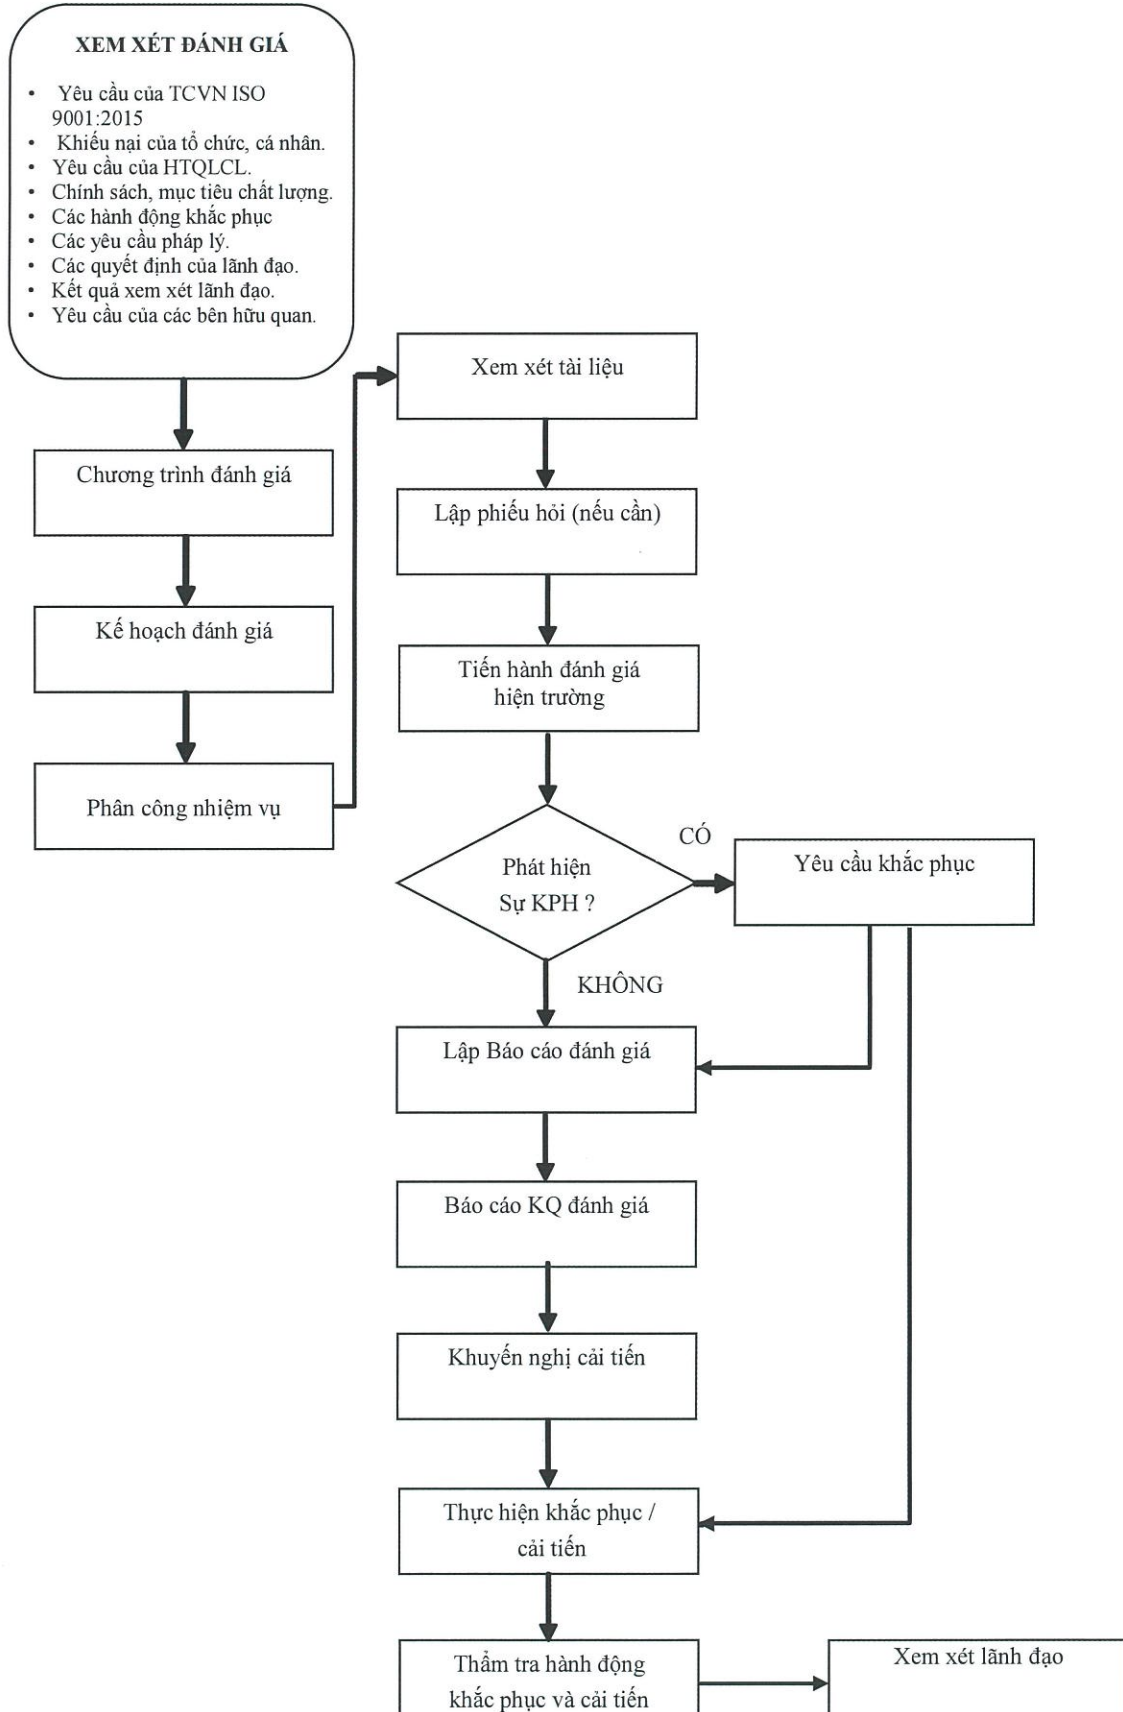 XEM XÉT ĐÁNH GIÁ
• Yêu cầu của TCVN ISO
9001:2015
• Khiếu nại của tổ chức, cá nhân.
• Yêu cầu của HTQLCL.
• Chính sách, mục tiêu chất lượng.
• Các hành động khắc phục
• Các yêu cầu pháp lý.
• Các quyết định của lãnh đạo.
• Kết quả xem xét lãnh đạo.
• Yêu cầu của các bên hữu quan.
Chương trình đánh giá
Kế hoạch đánh giá
Phân công nhiệm vụ
Xem xét tài liệu
Lập phiếu hỏi (nếu cần)
Tiến hành đánh giá
hiện trường
Phát hiện
Sự KPH ?
CÓ
Yêu cầu khắc phục
KHÔNG
Lập Báo cáo đánh giá
Báo cáo KQ đánh giá
Khuyến nghị cải tiến
Thực hiện khắc phục /
cải tiến
Thẩm tra hành động
khắc phục và cải tiến
Xem xét lãnh đạo